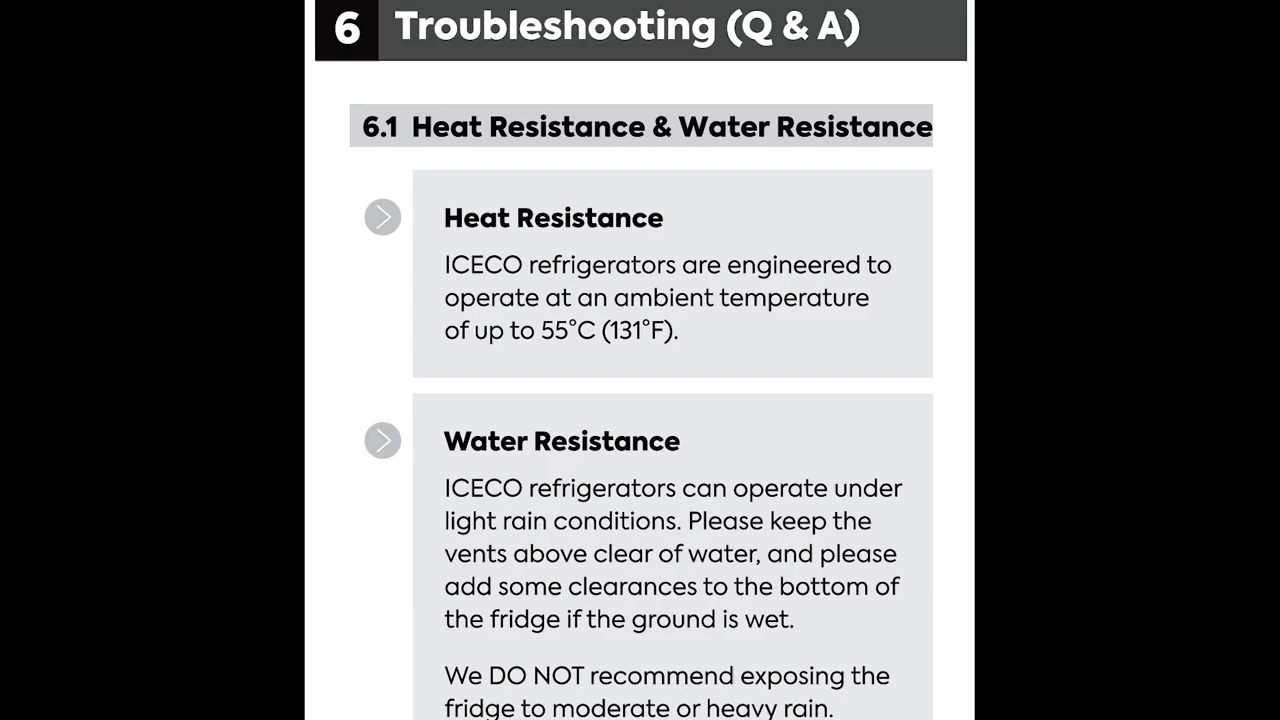 6 Troubleshooting (Q & A)
6.1 Heat Resistance & Water Resistance
Heat Resistance
ICECO refrigerators are engineered to
operate at an ambient temperature
of up to 55°C (131°F).
Water Resistance
ICECO refrigerators can operate under
light rain conditions. Please keep the
vents above clear of water, and please
add some clearances to the bottom of
the fridge if the ground is wet.
We DO NOT recommend exposing the
fridge to moderate or heavy rain.